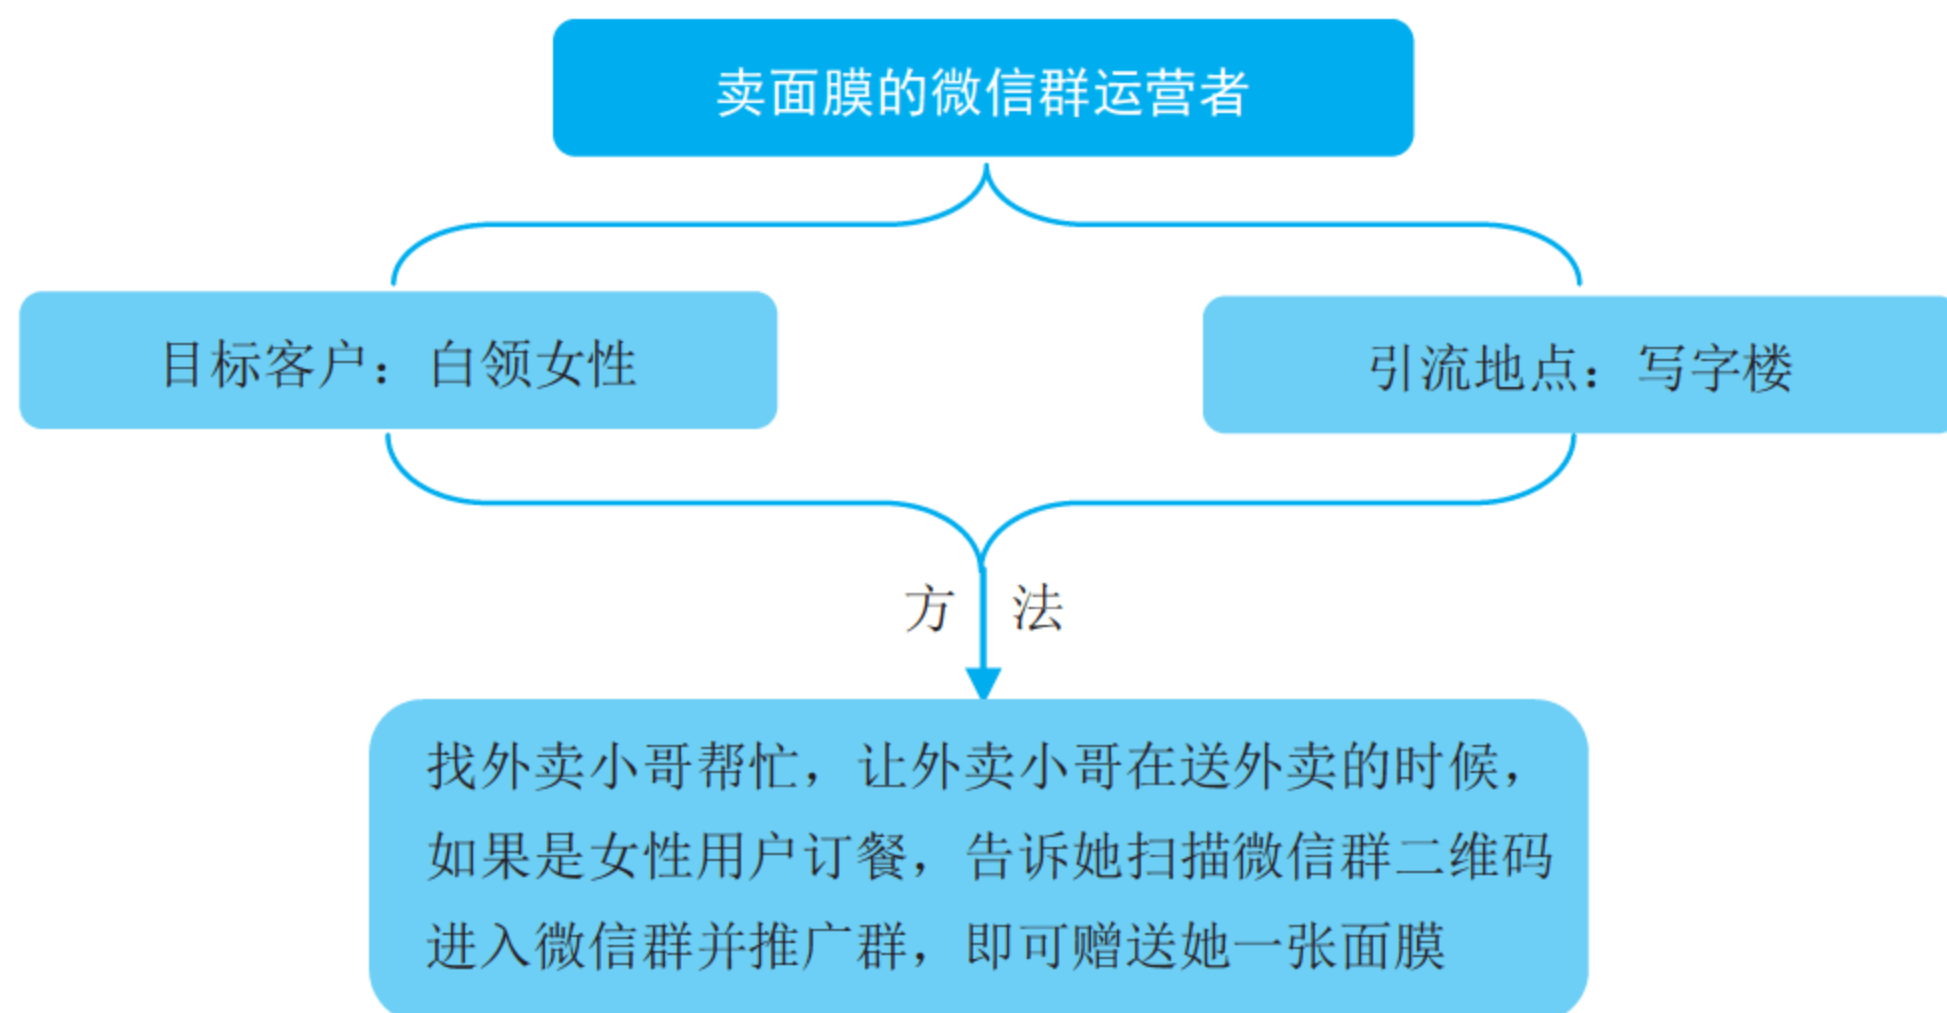 卖面膜的微信群运营者
目标客户：白领女性
引流地点：写字楼
方法
找外卖小哥帮忙，让外卖小哥在送外卖的时候，
如果是女性用户订餐，告诉她扫描微信群二维码
进入微信群并推广群，即可赠送她一张面膜